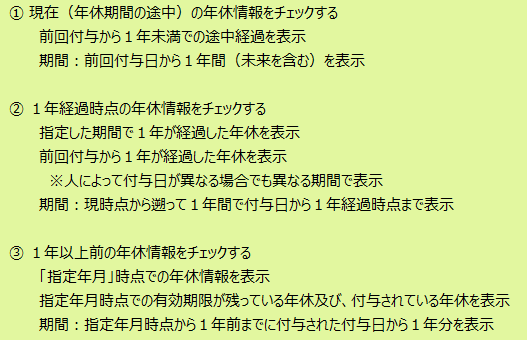 ① 現在（年休期間の途中）の年休情報をチェックする
前回付与から１年未満での途中経過を表示
期間：前回付与日から１年間（未来を含む）を表示
② １年経過時点の年休情報をチェックする
指定した期間で１年が経過した年休を表示
前回付与から１年が経過した年休を表示
※人によって付与日が異なる場合でも異なる期間で表示
期間：現時点から遡って１年間で付与日から１年経過時点まで表示
③ １年以上前の年休情報をチェックする
「指定年月」時点での年休情報を表示
指定年月時点での有効期限が残っている年休及び、付与されている年休を表示
期間：指定年月時点から１年前までに付与された付与日から１年分を表示